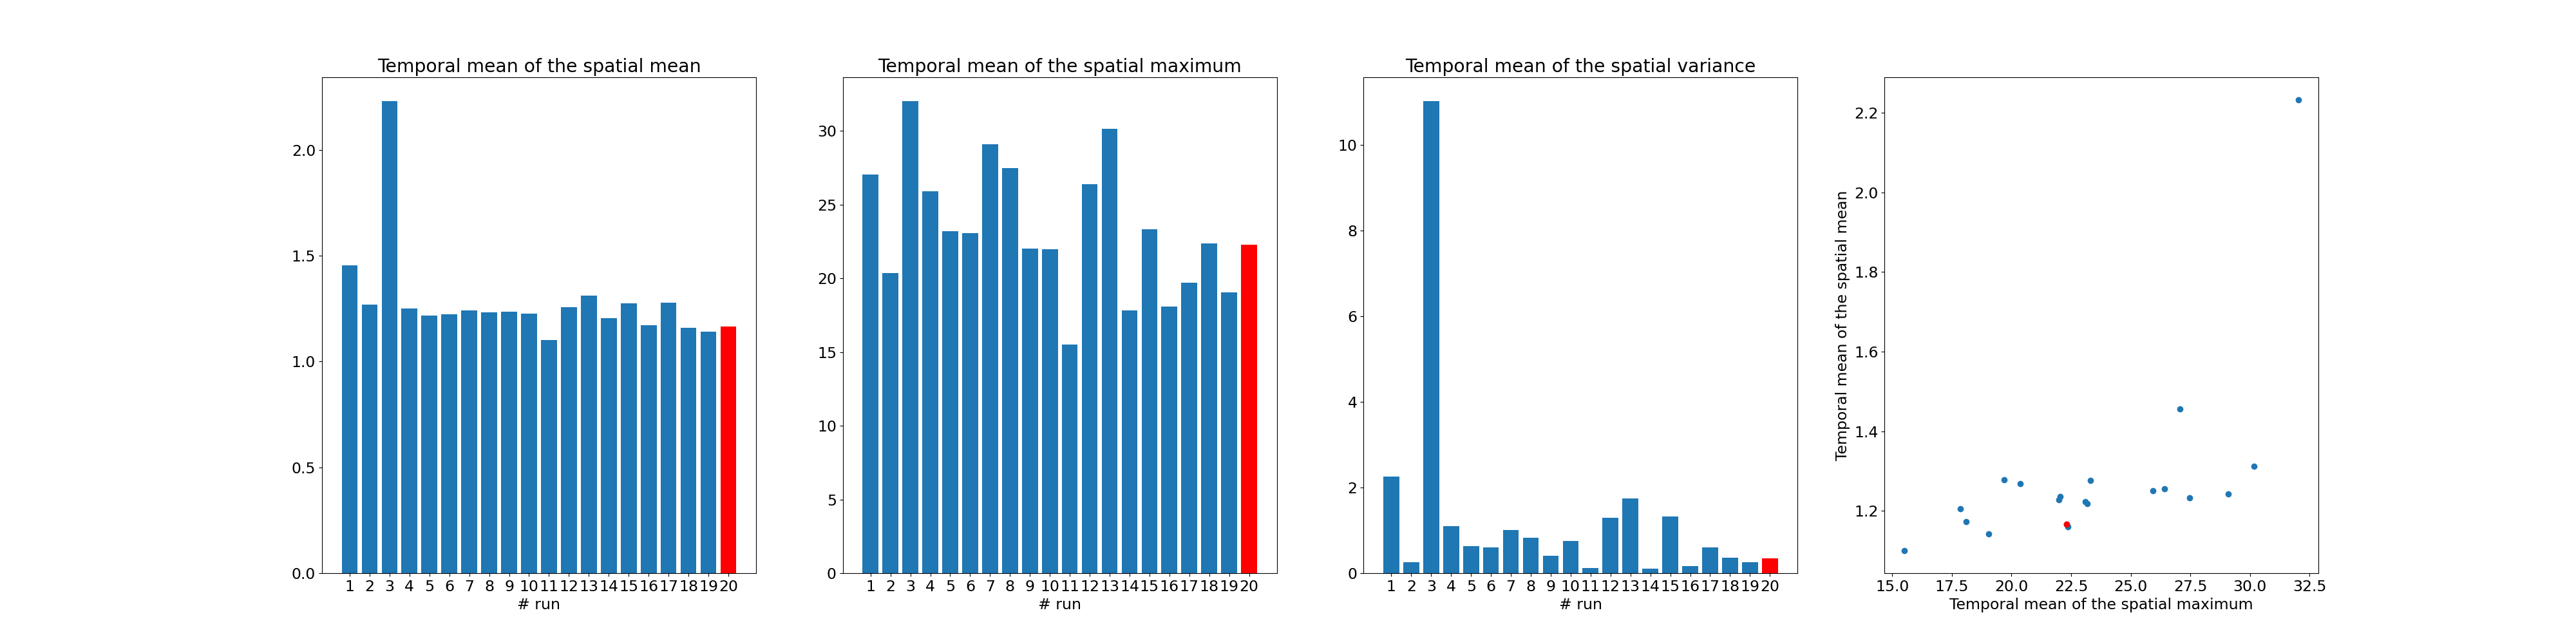 Temporal mean of the spatial mean
2.0
1.5
1.0
0.5
0.0
1 2 3 4 5 6 7 8 9 10 11 12 13 14 15 16 17 18 19 20
# run
Temporal mean of the spatial maximum
30
25
20
15
10
5
0
1 2 3 4 5 6 7 8 9 10 11 12 13 14 15 16 17 18 19 20
# run
Temporal mean of the spatial variance
10
8
6
4
2
0
1 2 3 4 5 6 7 8 9 10 11 12 13 14 15 16 17 18 19 20
# run
Temporal mean of the spatial mean
2.2
2.0
1.8
1.6
1.4
1.2
15.0 17.5 20.0 22.5 25.0 27.5 30.0 32.5
Temporal mean of the spatial maximum